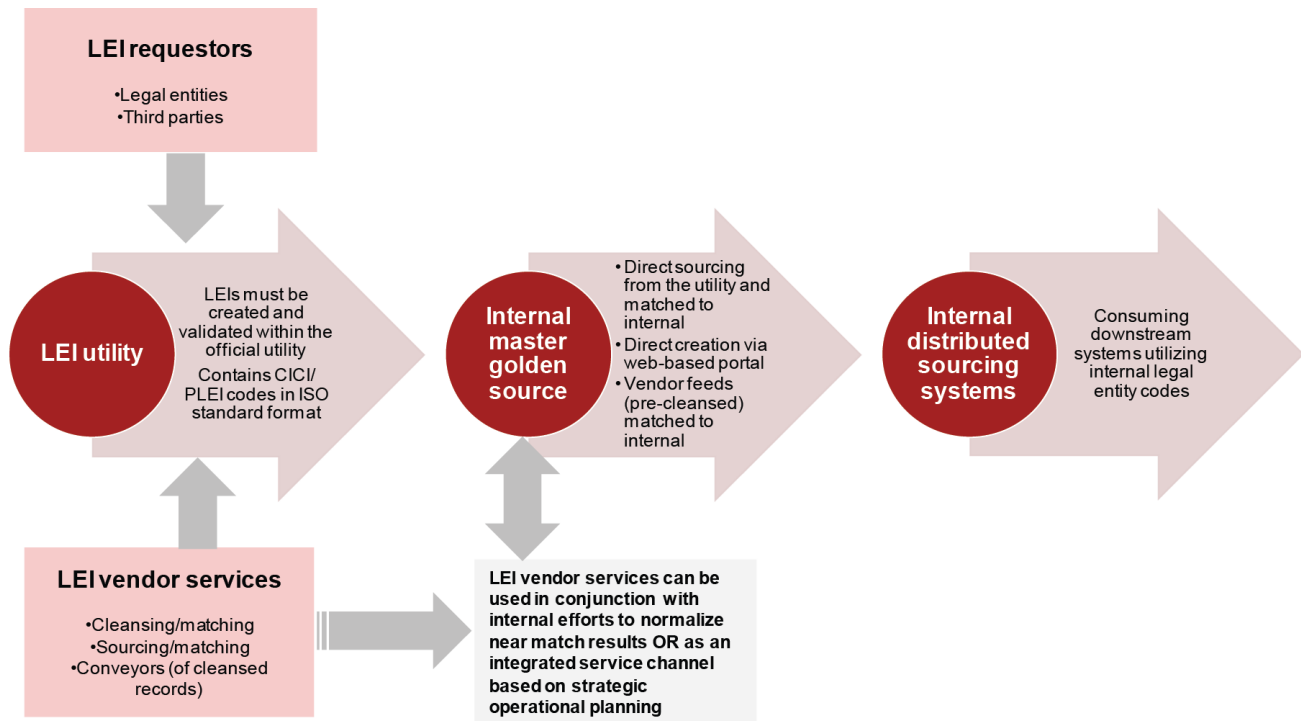 LEI requestors
•Legal entities
•Third parties
LEI utility
LEIs must be
created and
validated within the
official utility
Contains CICI/
PLEI codes in ISO
standard format
Internal
master
golden
source
• Direct sourcing
from the utility and
matched to
internal
• Direct creation via
web-based portal
• Vendor feeds
(pre-cleansed)
matched to
internal
Internal
distributed
sourcing
systems
Consuming
downstream
systems utilizing
internal legal
entity codes
LEI vendor services
•Cleansing/matching
•Sourcing/matching
•Conveyors (of cleansed
records)
LEI vendor services can be
used in conjunction with
internal efforts to normalize
near match results OR as an
integrated service channel
based on strategic
operational planning